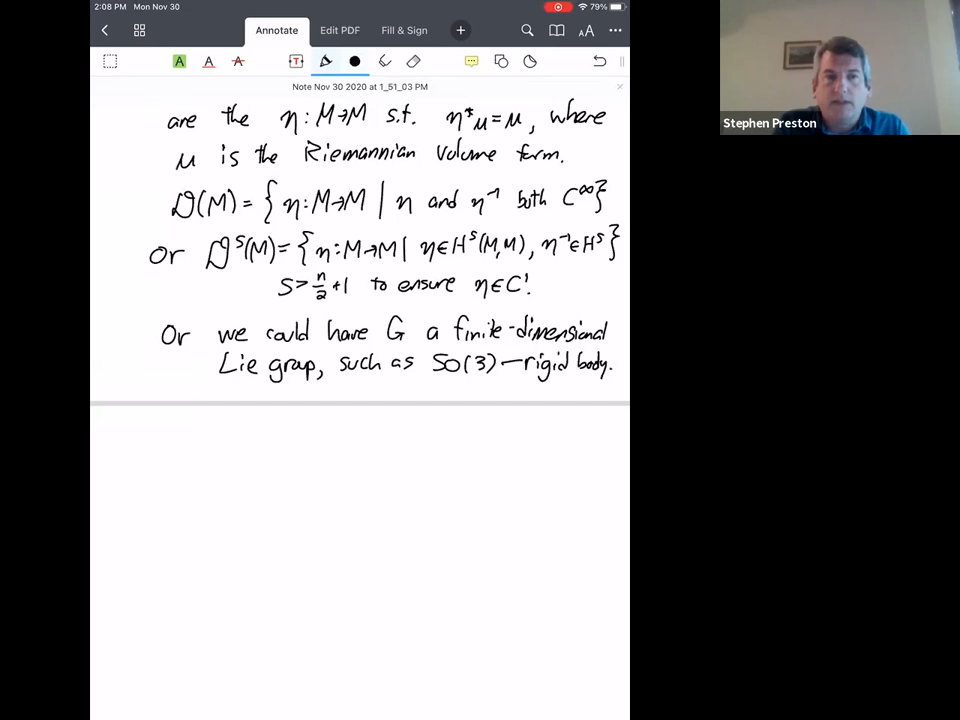 2:08 PM Mon Nov 30
79%
Annotate Edit PDF Fill & Sign
Note Nov 30 2020 at 1_51_03 PM
are the η : M→M s.t. η*μ = μ, where
μ is the Riemannian volume form.
𝒟(M) = { η : M→M | η and η⁻¹ both C^∞ }
Or 𝒟^s(M) = { η : M→M | η ∈ H^s(M,M), η⁻¹ ∈ H^s }
s > n/2 + 1 to ensure η ∈ C¹.
Or we could have G a finite-dimensional
Lie group, such as SO(3) — rigid body.
Stephen Preston